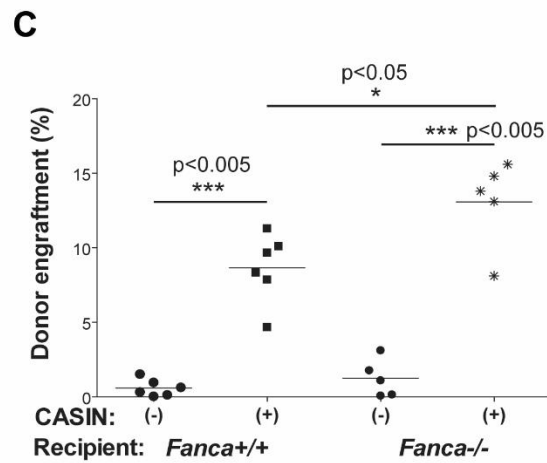 C
p<0.05
*
*** p<0.005
p<0.005
***
Donor engraftment (%)
20
15
10
5
0
CASIN: (-) (+) (-) (+)
Recipient: Fanca+/+ Fanca-/-